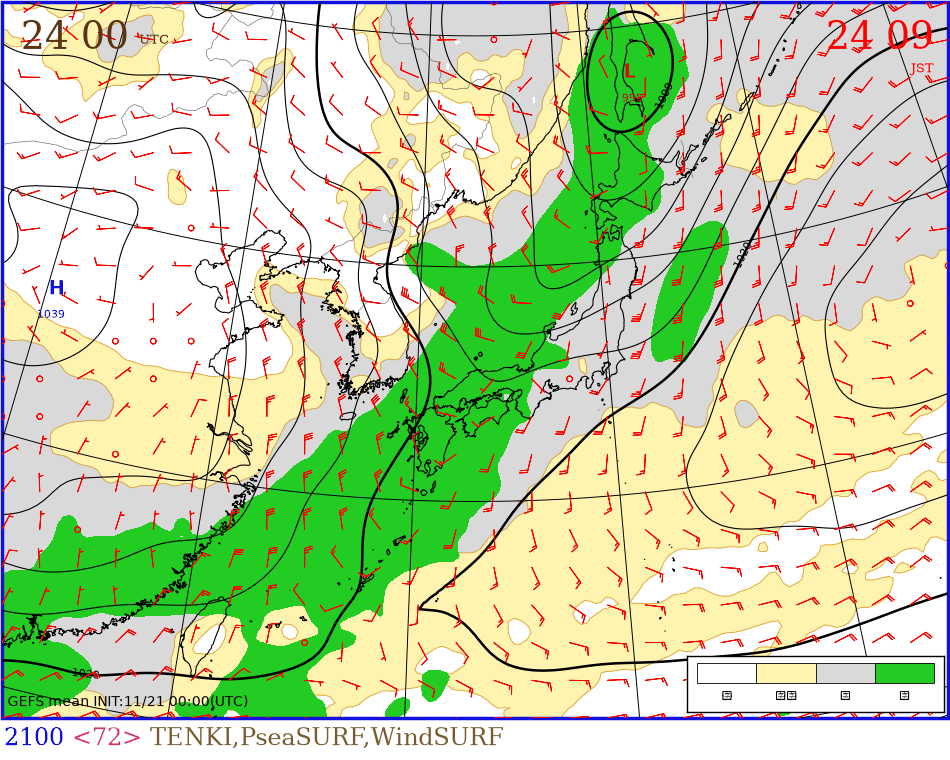 24 00 UTC
24 09
JST
L
1000
1020
H
1039
GEFS mean INIT:11/21 00:00(UTC)
2100 <72> TENKI,PseaSURF,WindSURF